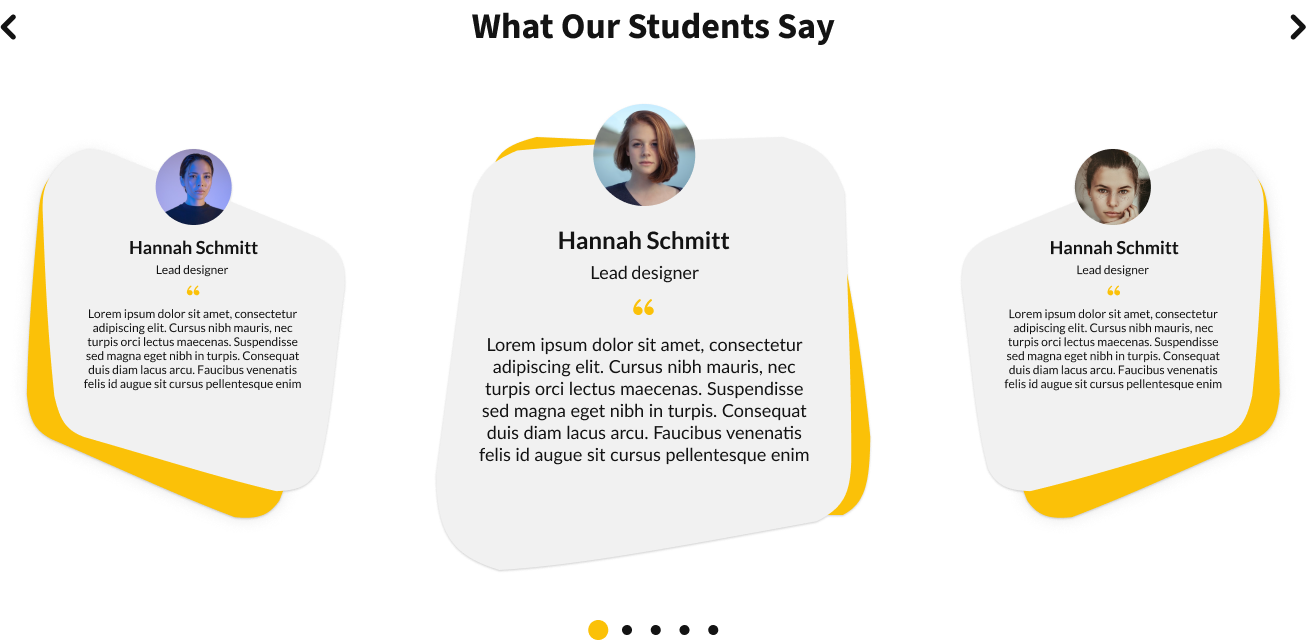 What Our Students Say
Hannah Schmitt
Lead designer
“
Lorem ipsum dolor sit amet, consectetur
adipiscing elit. Cursus nibh mauris, nec
turpis orci lectus maecenas. Suspendisse
sed magna eget nibh in turpis. Consequat
duis diam lacus arcu. Faucibus venenatis
felis id augue sit cursus pellentesque enim
Hannah Schmitt
Lead designer
“
Lorem ipsum dolor sit amet, consectetur
adipiscing elit. Cursus nibh mauris, nec
turpis orci lectus maecenas. Suspendisse
sed magna eget nibh in turpis. Consequat
duis diam lacus arcu. Faucibus venenatis
felis id augue sit cursus pellentesque enim
Hannah Schmitt
Lead designer
“
Lorem ipsum dolor sit amet, consectetur
adipiscing elit. Cursus nibh mauris, nec
turpis orci lectus maecenas. Suspendisse
sed magna eget nibh in turpis. Consequat
duis diam lacus arcu. Faucibus venenatis
felis id augue sit cursus pellentesque enim